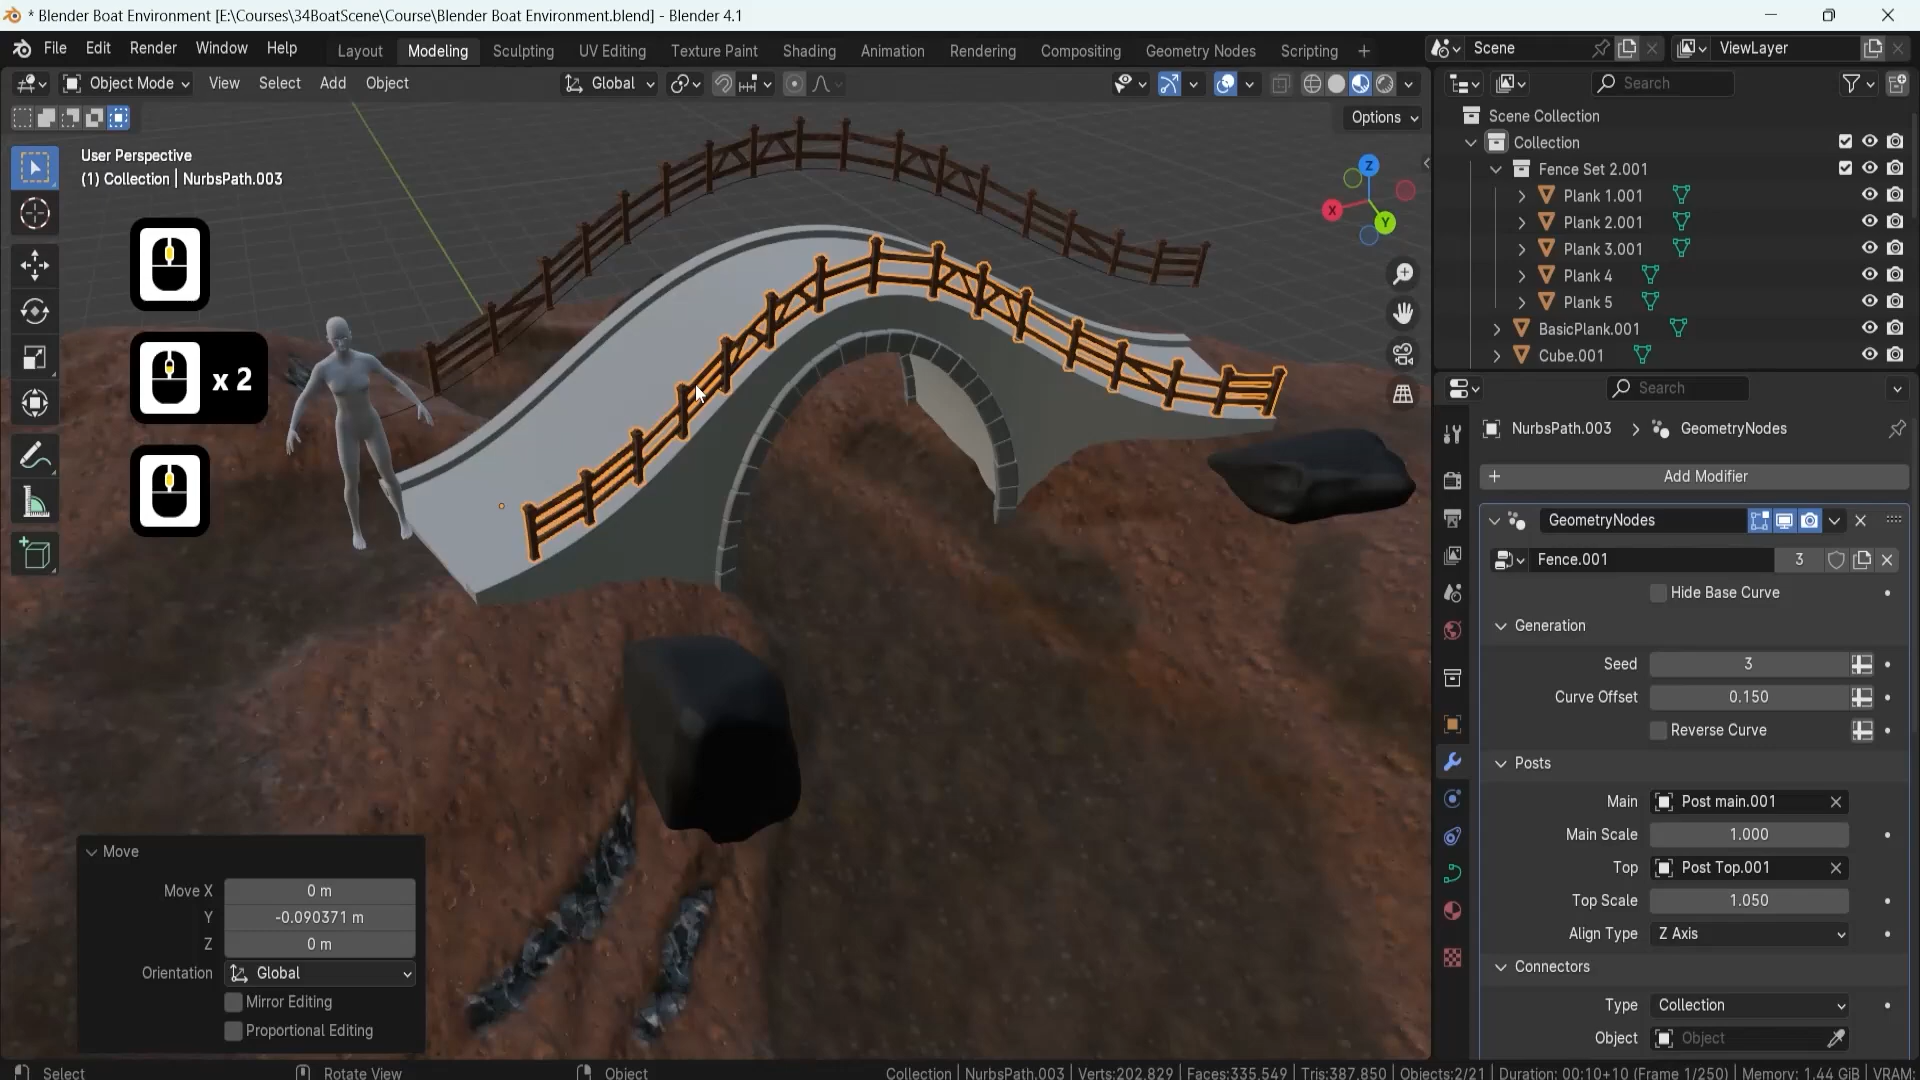 * Blender Boat Environment [E:\Courses\34BoatScene\Course\Blender Boat Environment.blend] - Blender 4.1
File Edit Render Window Help Layout Modeling Sculpting UV Editing Texture Paint Shading Animation Rendering Compositing Geometry Nodes Scripting + Scene ViewLayer
Object Mode View Select Add Object Global Search
Options
User Perspective
(1) Collection | NurbsPath.003
Z
X
Y
x 2
Scene Collection
Collection
Fence Set 2.001
Plank 1.001
Plank 2.001
Plank 3.001
Plank 4
Plank 5
BasicPlank.001
Cube.001
Search
NurbsPath.003 > GeometryNodes
+ Add Modifier
GeometryNodes
Fence.001 3
Hide Base Curve
Generation
Seed 3
Curve Offset 0.150
Reverse Curve
Posts
Main Post main.001
Main Scale 1.000
Top Post Top.001
Top Scale 1.050
Align Type Z Axis
Connectors
Type Collection
Object Object
Move
Move X 0 m
Y -0.090371 m
Z 0 m
Orientation Global
Mirror Editing
Proportional Editing
Select Rotate View Object Collection | NurbsPath.003 | Verts:202,829 | Faces:335,549 | Tris:387,850 | Objects:2/21 | Duration: 00:10+10 (Frame 1/250) | Memory: 1.44 GiB | VRAM: